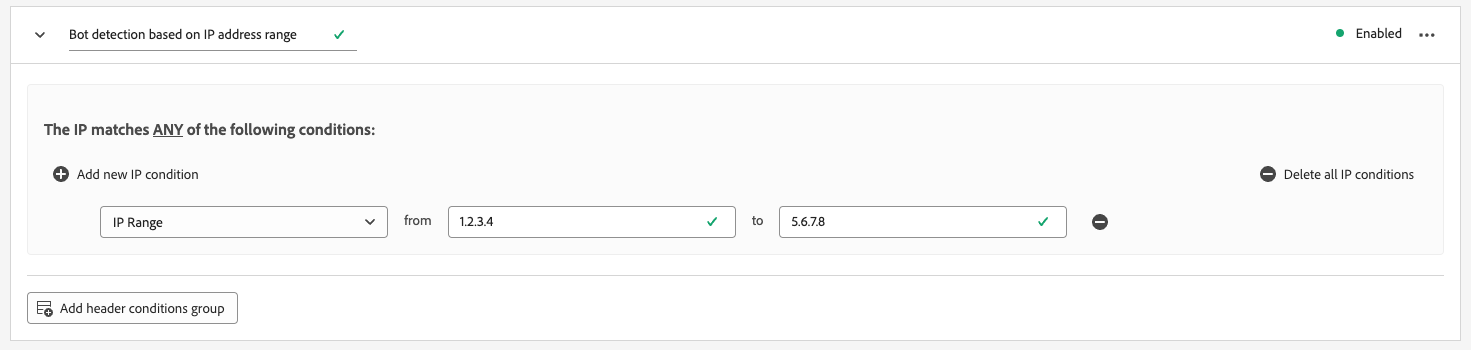 Bot detection based on IP address range
Enabled
The IP matches ANY of the following conditions:
Add new IP condition
Delete all IP conditions
IP Range from 1.2.3.4 to 5.6.7.8
Add header conditions group